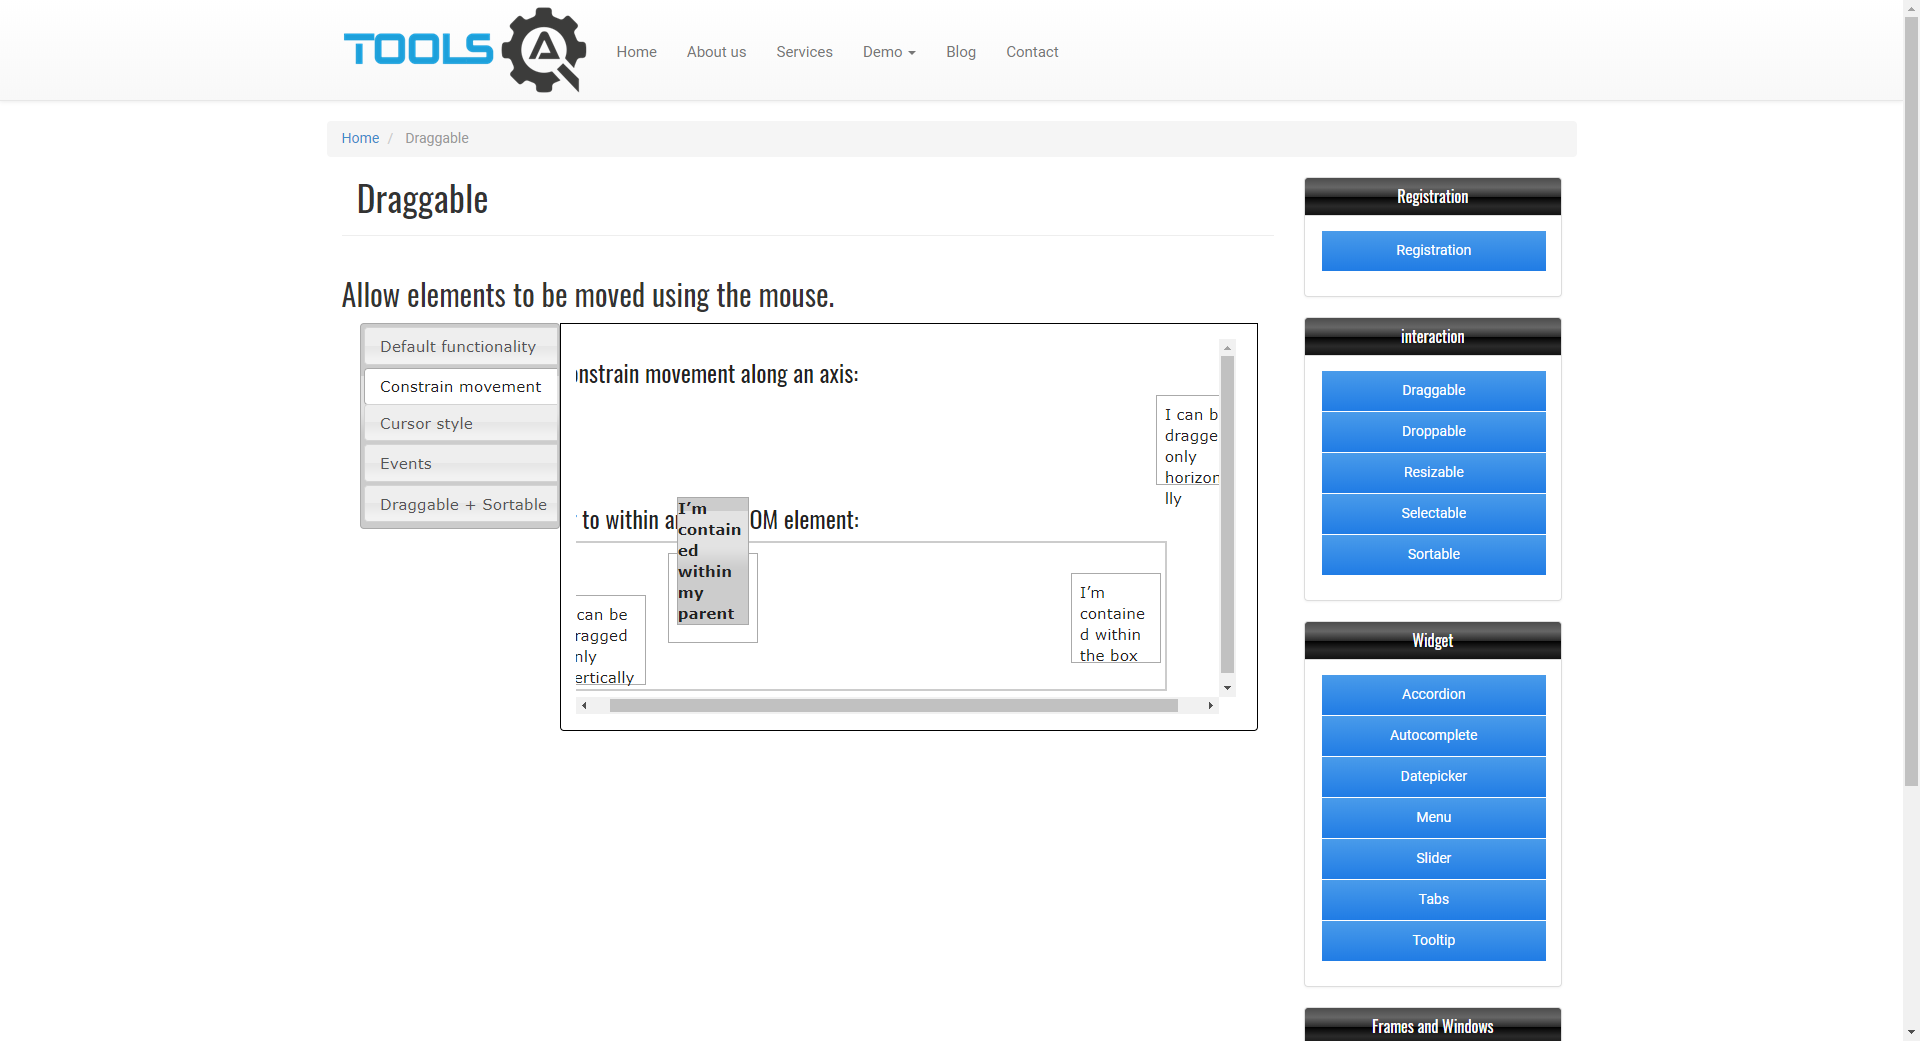 TOOLS QA
Home About us Services Demo Blog Contact
Home / Draggable
Draggable
Allow elements to be moved using the mouse.
Default functionality
Constrain movement
Cursor style
Events
Draggable + Sortable
onstrain movement along an axis:
I can b
dragge
only
horizon
lly
to within a OM element:
I’m
contain
ed
within
my
parent
can be
ragged
nly
ertically
I’m
containe
d within
the box
Registration
Registration
interaction
Draggable
Droppable
Resizable
Selectable
Sortable
Widget
Accordion
Autocomplete
Datepicker
Menu
Slider
Tabs
Tooltip
Frames and Windows